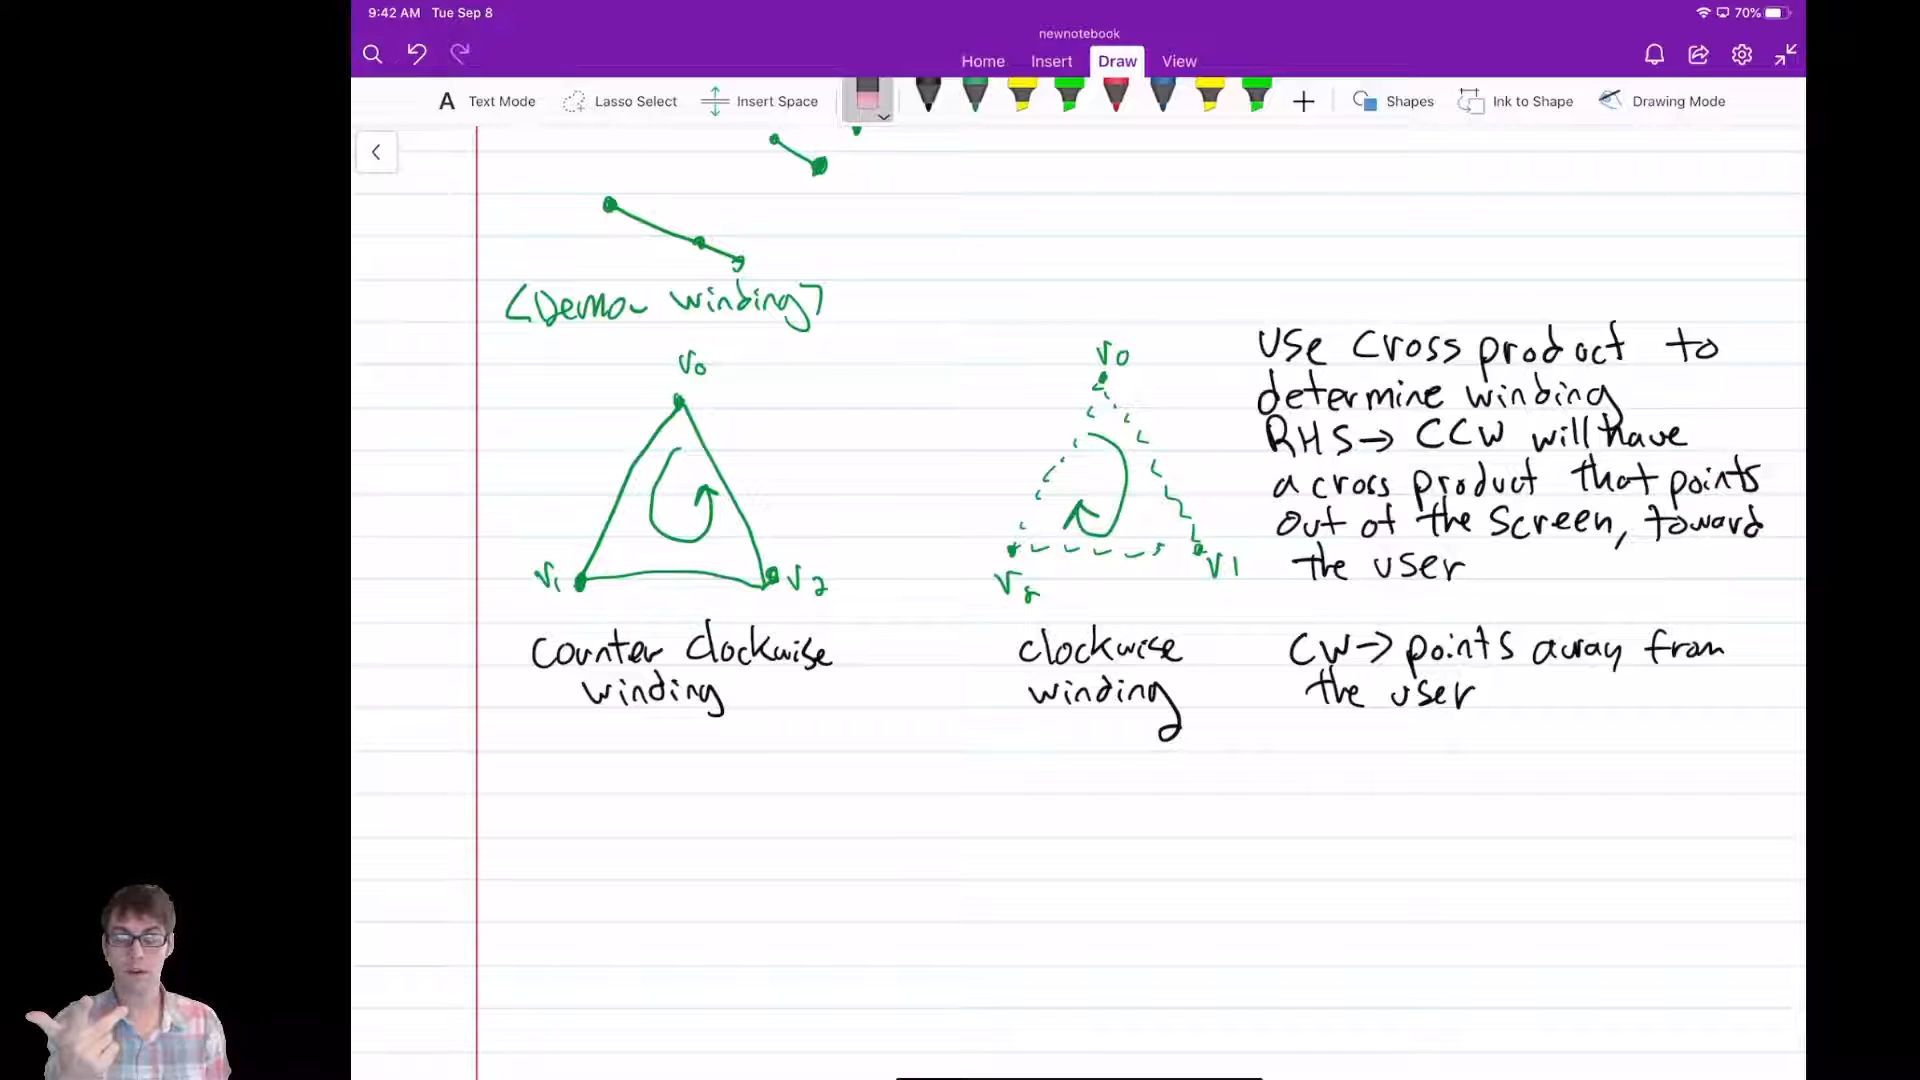 9:42 AM Tue Sep 8
70%
newnotebook
Home Insert Draw View
A Text Mode Lasso Select Insert Space Shapes Ink to Shape Drawing Mode
<Demo- winding>
V0
V1
V2
counter clockwise
winding
V0
V1
V2
clockwise
winding
Use cross product to
determine winding
RHS → CCW will have
a cross product that points
out of the screen, toward
the user
CW → points away from
the user